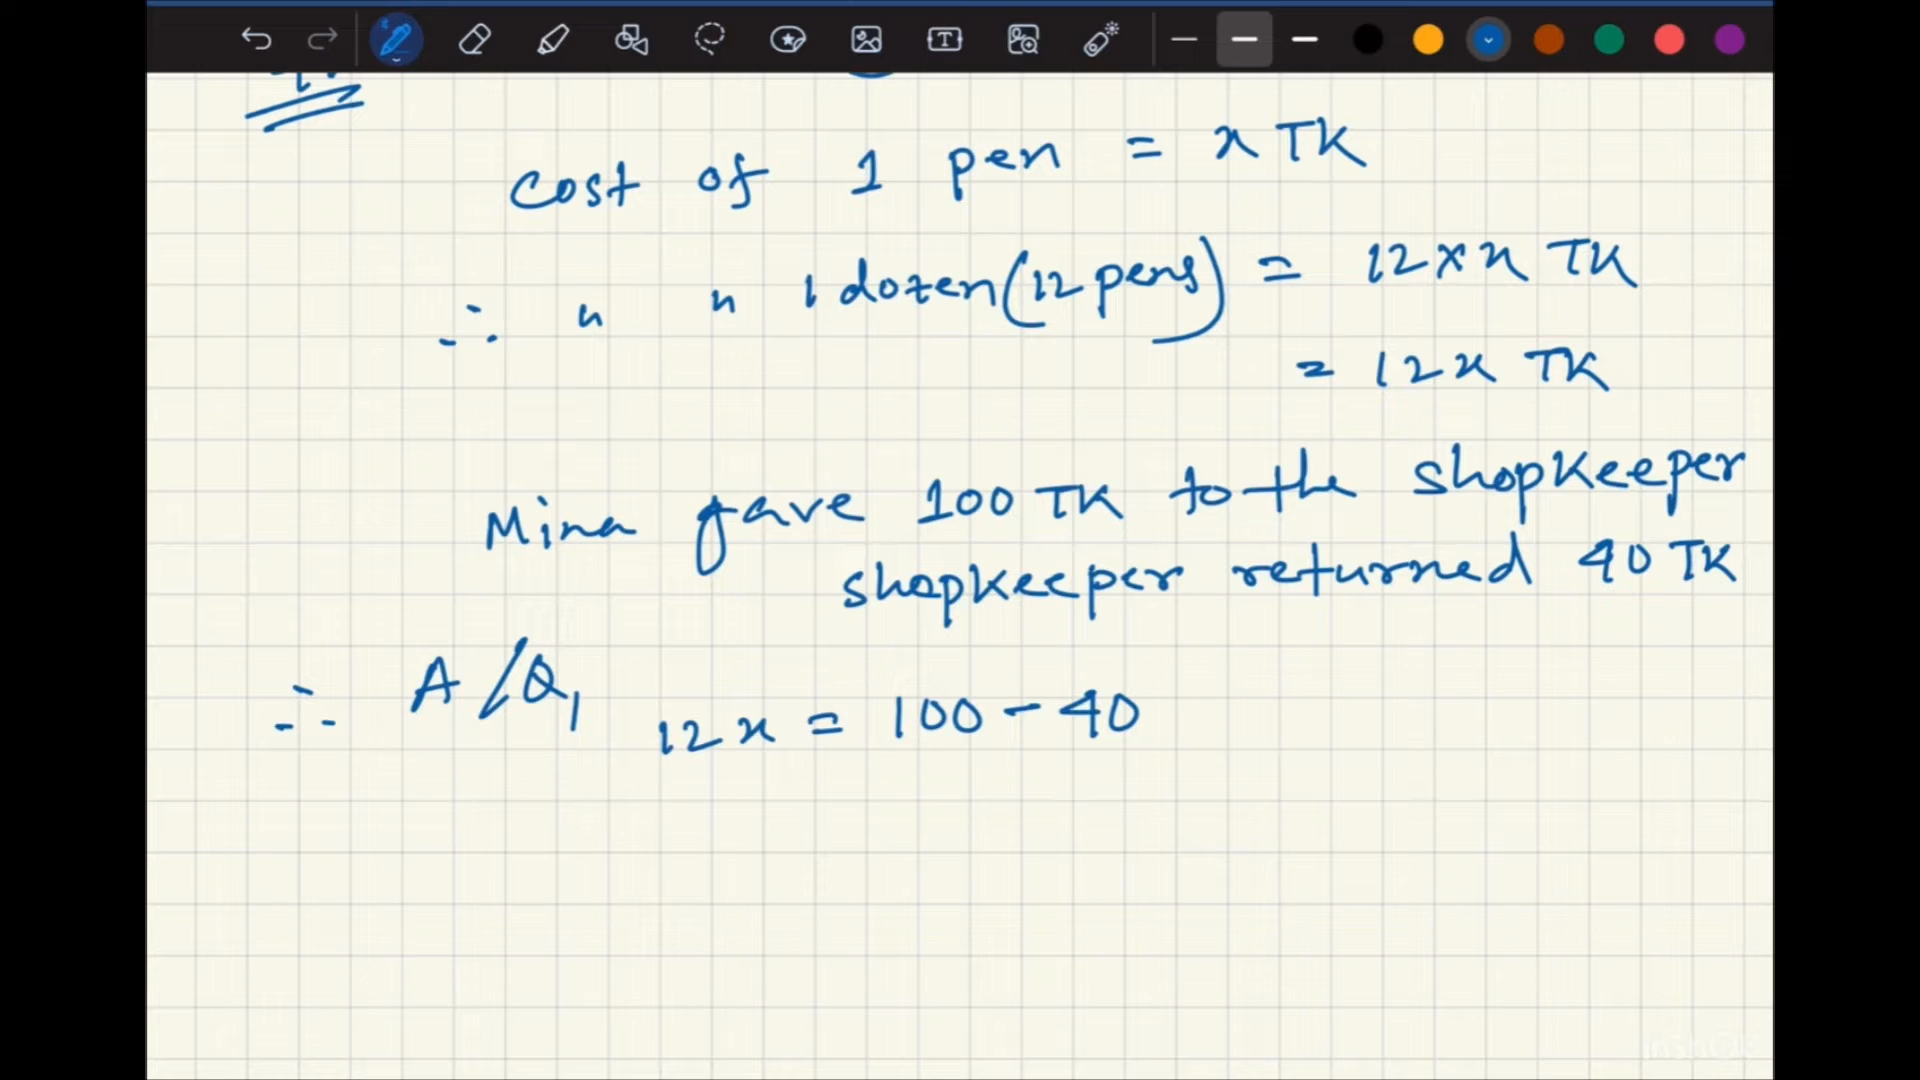 Cost of 1 pen = x TK
∴ " " 1 dozen (12 pens) = 12 × x TK
= 12x TK
Mina gave 100 TK to the shopkeeper
shopkeeper returned 40 TK
∴ A/Q,
12x = 100 - 40